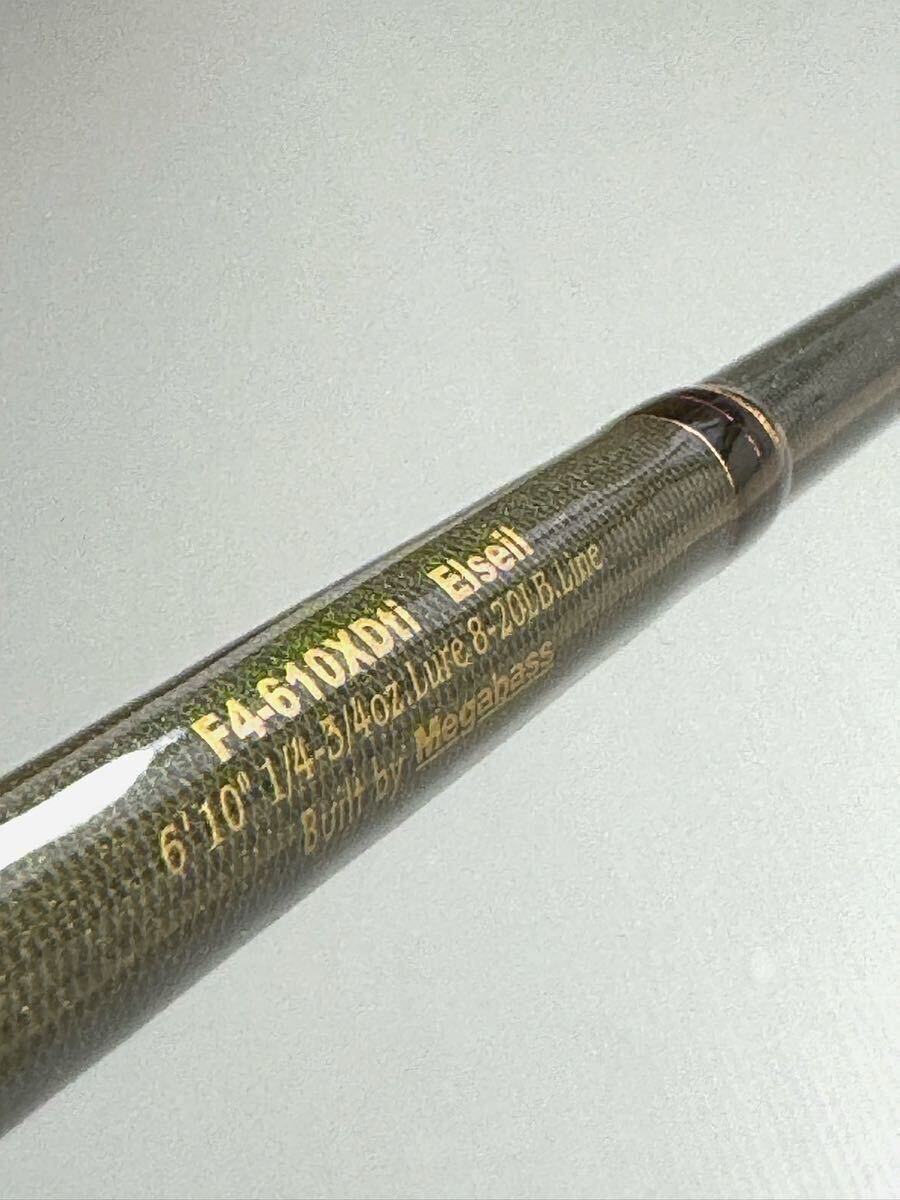 F4-610XDti Elseil
6'10" 1/4-3/4oz.Lure 8-20LB.Line
Built by Megabass